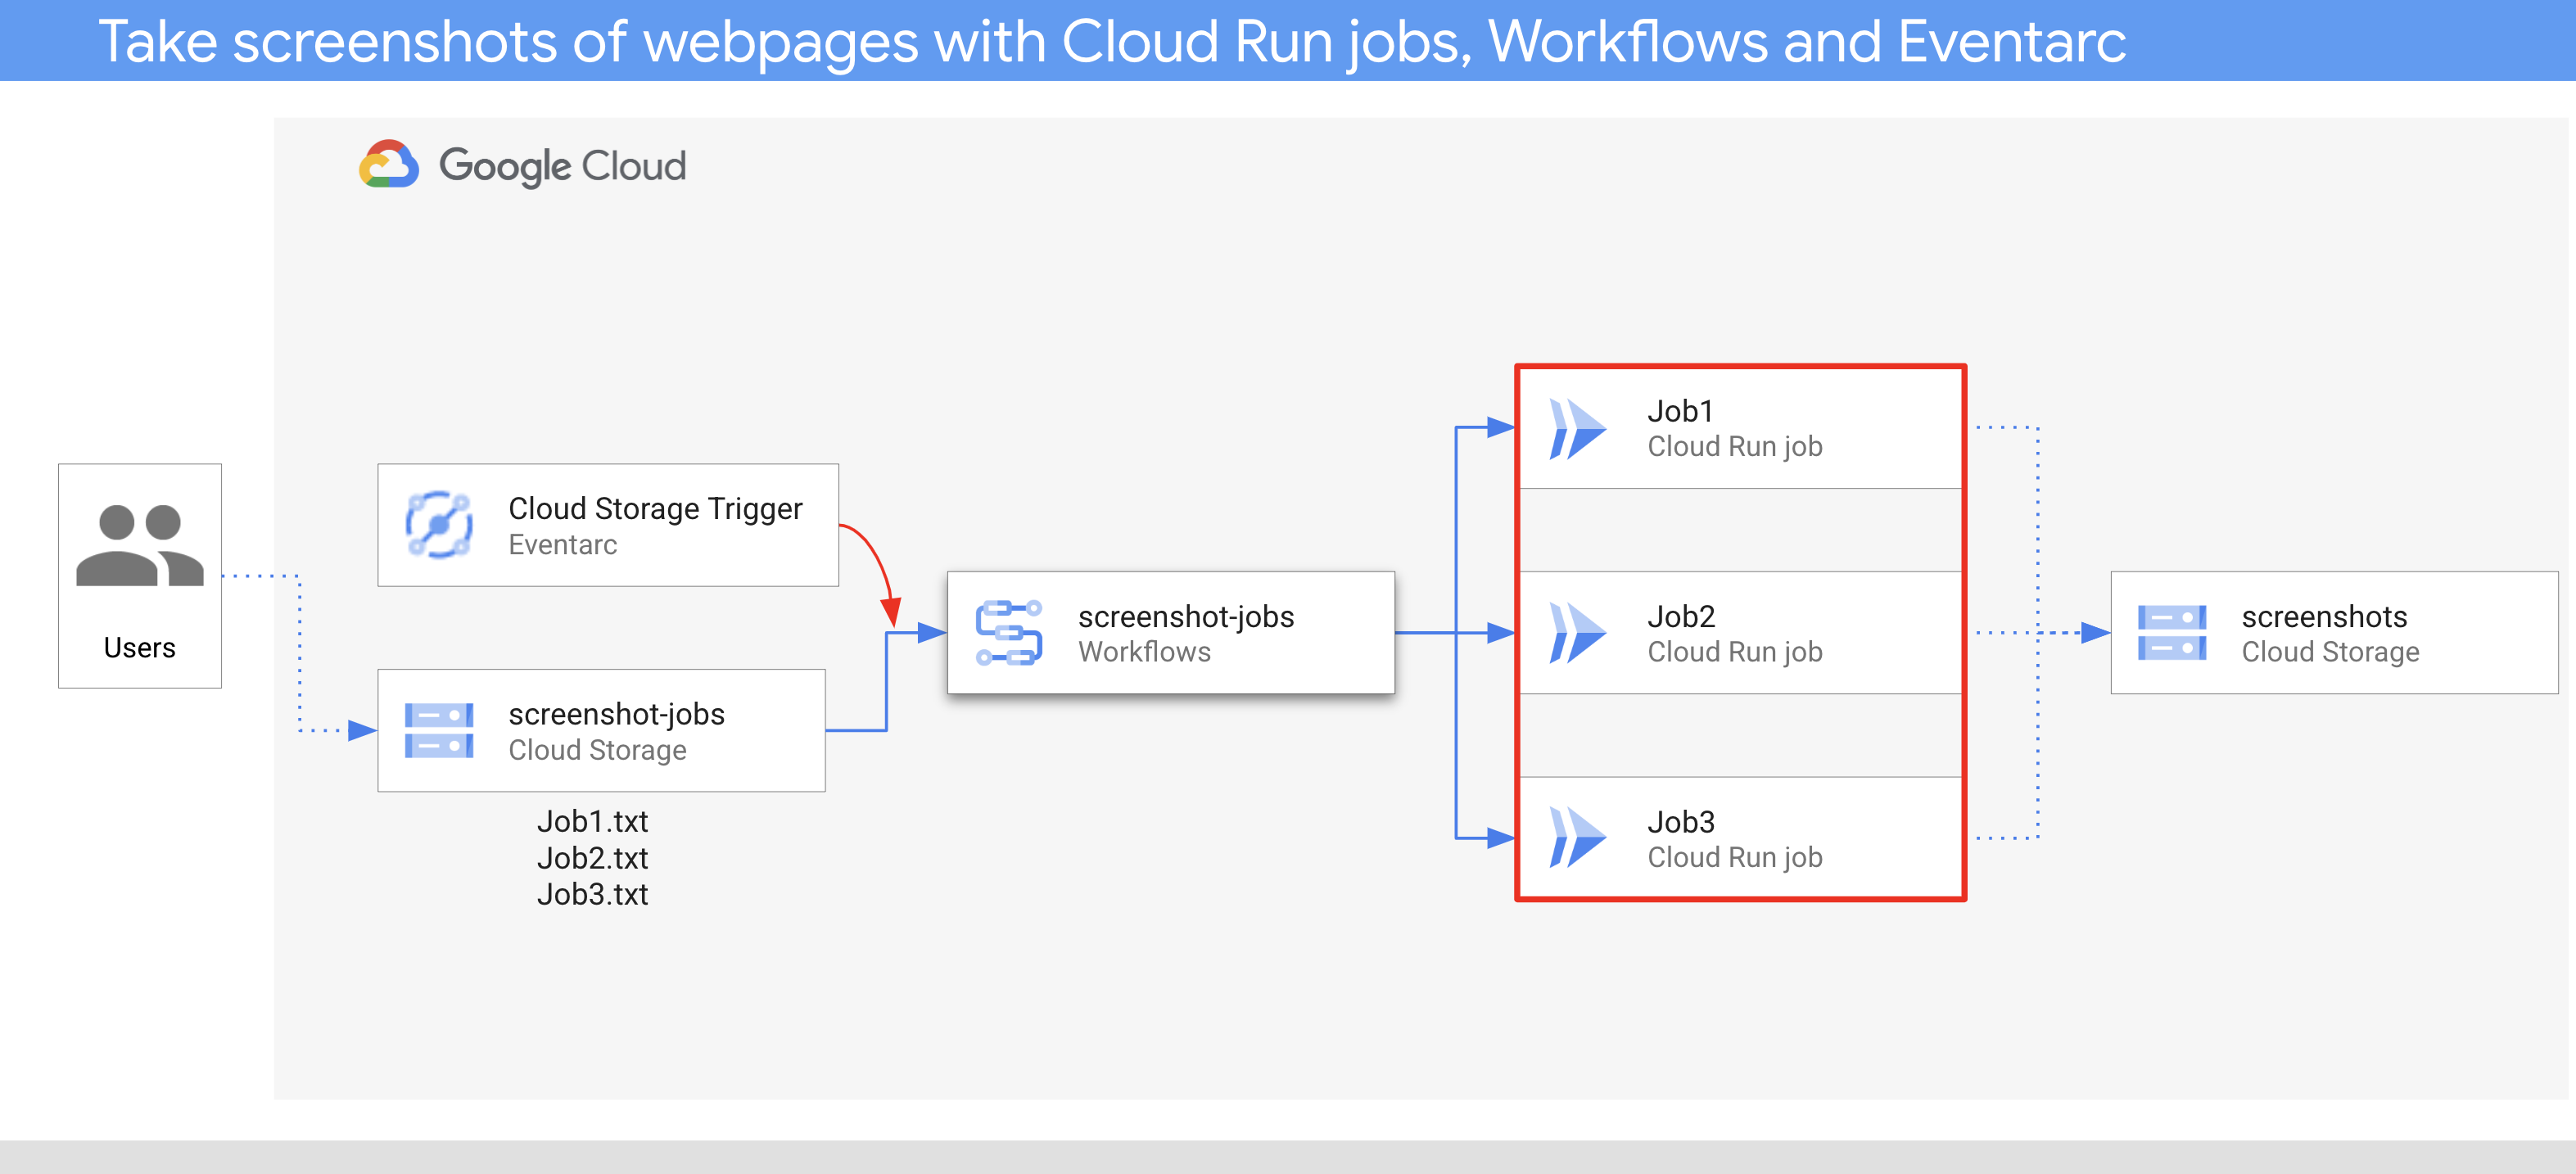 Take screenshots of webpages with Cloud Run jobs, Workflows and Eventarc
Google Cloud
Users
Cloud Storage Trigger
Eventarc
screenshot-jobs
Cloud Storage
Job1.txt
Job2.txt
Job3.txt
screenshot-jobs
Workflows
Job1
Cloud Run job
Job2
Cloud Run job
Job3
Cloud Run job
screenshots
Cloud Storage